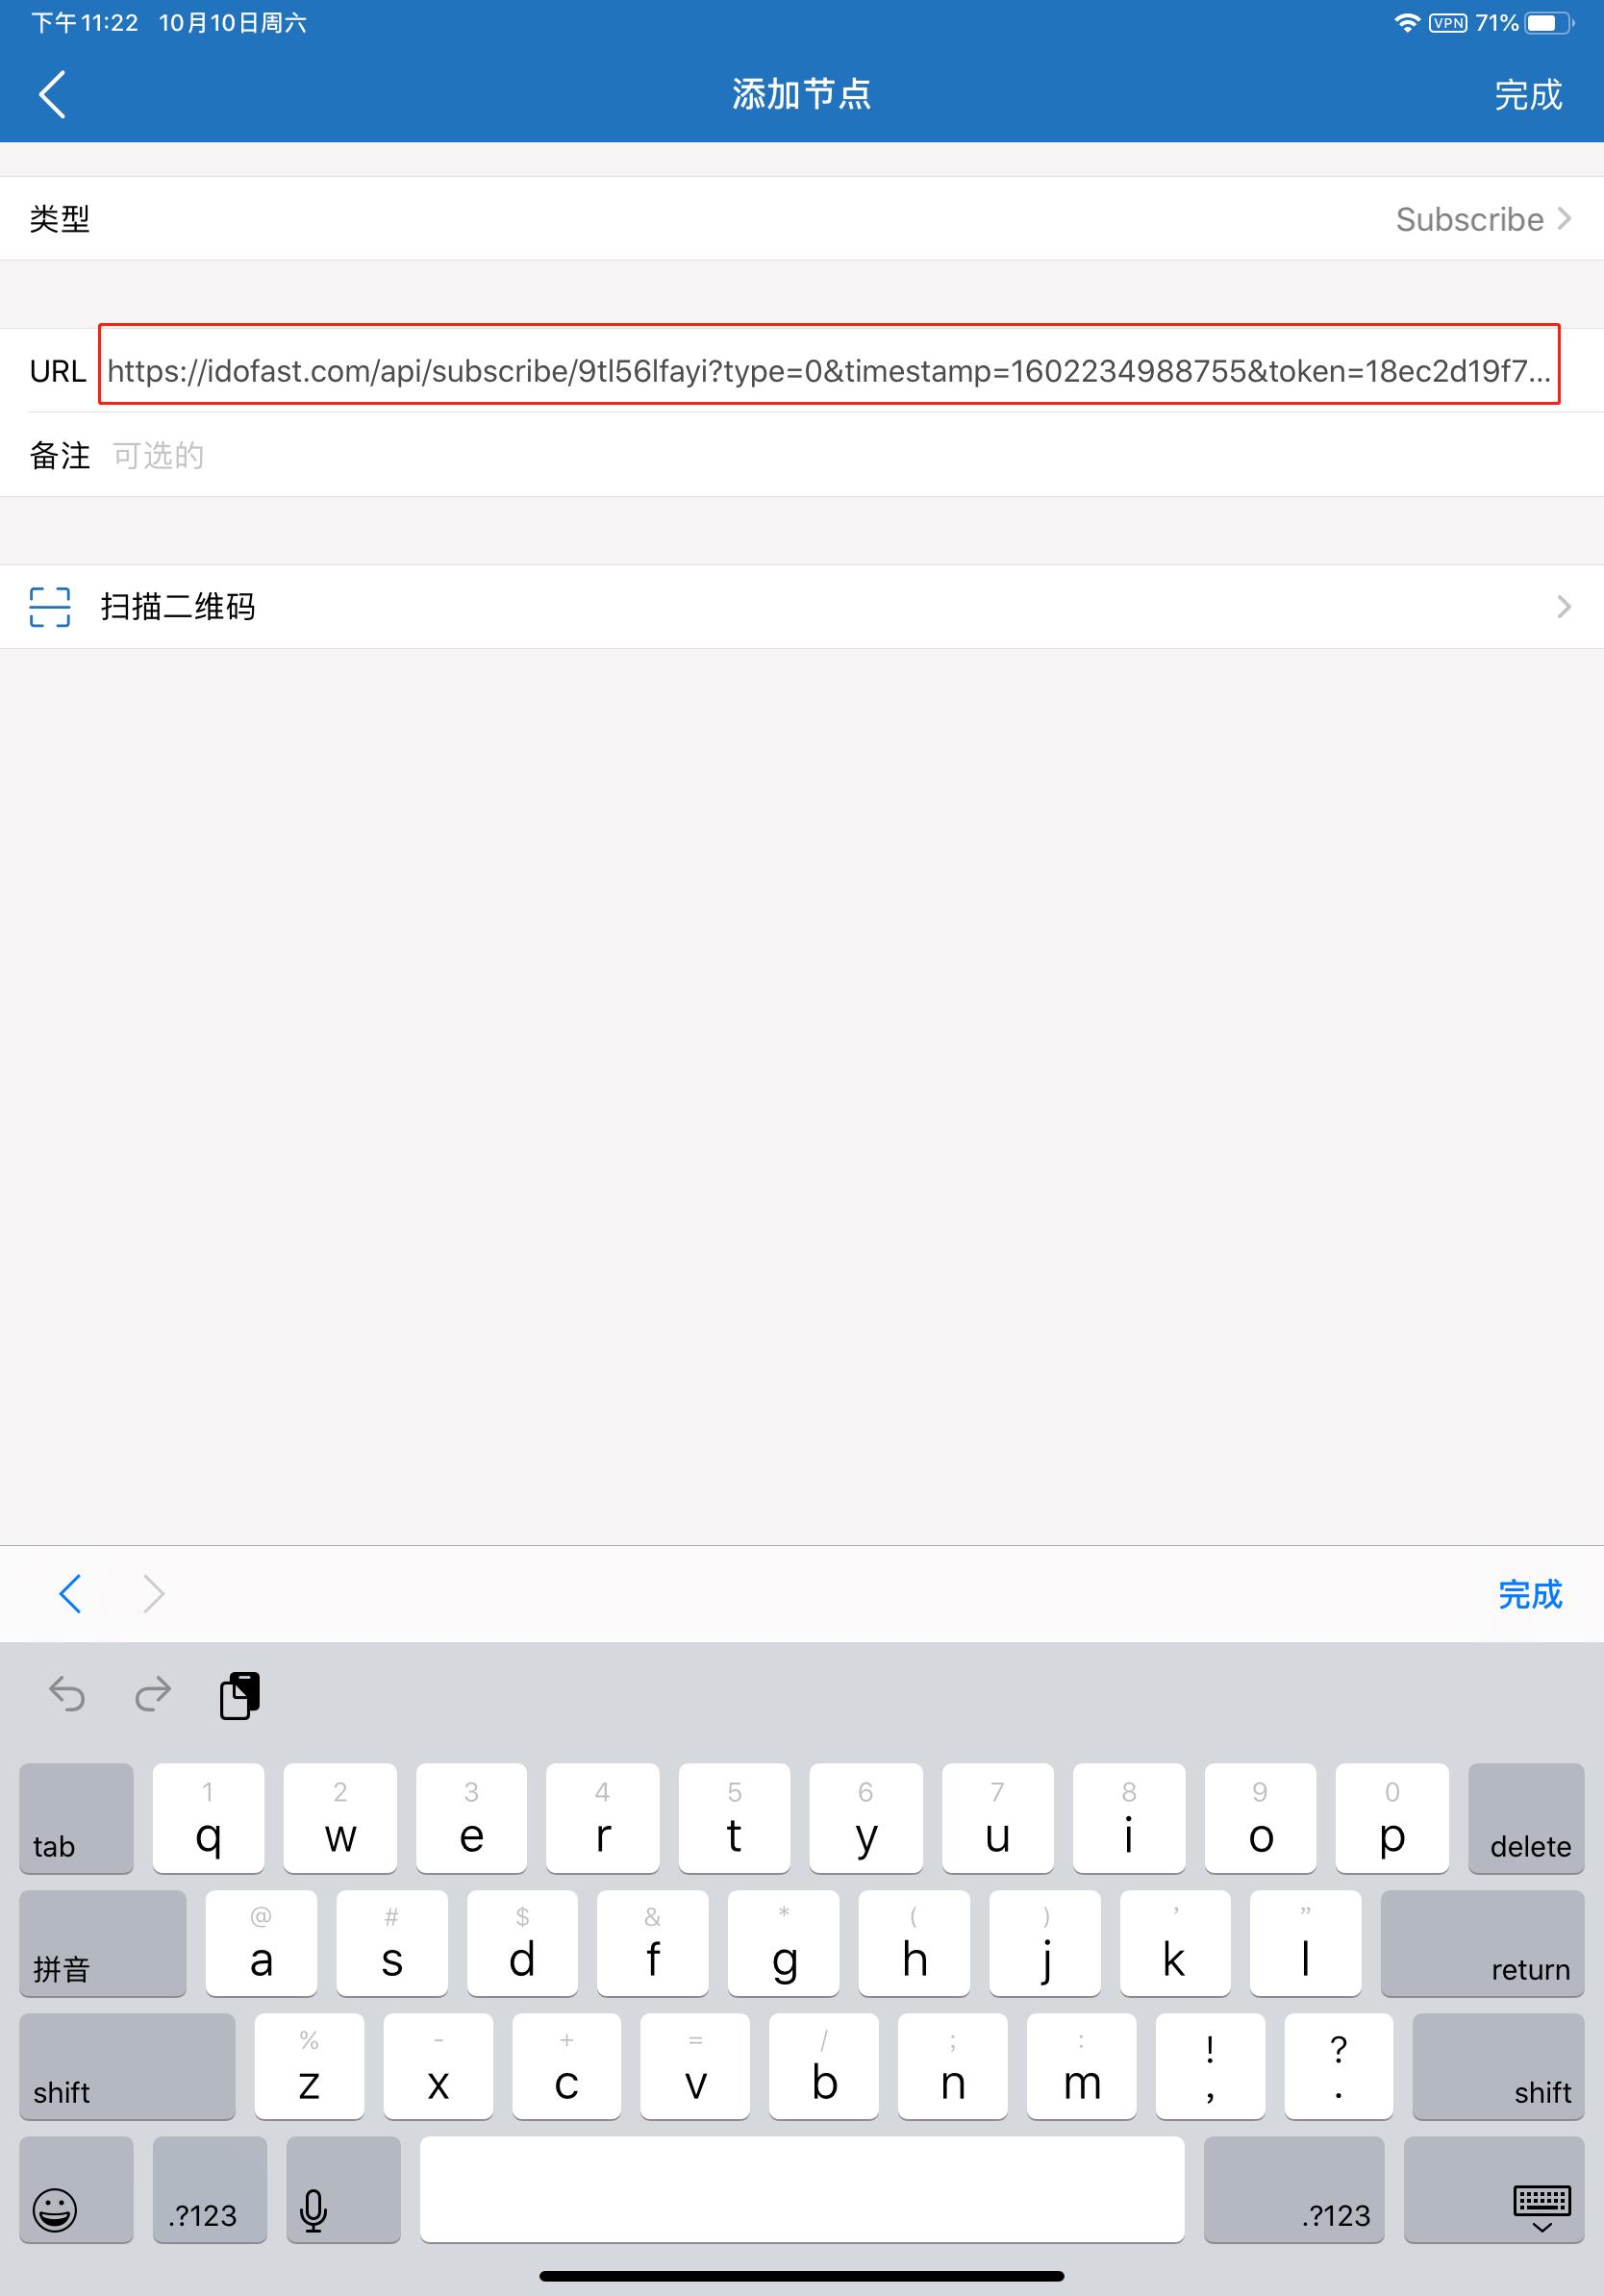 下午11:22 10月10日周六 VPN 71%
添加节点 完成
类型 Subscribe
URL https://idofast.com/api/subscribe/9tl56lfayi?type=0&timestamp=1602234988755&token=18ec2d19f7...
备注 可选的
扫描二维码
完成
1 2 3 4 5 6 7 8 9 0
tab q w e r t y u i o p delete
@ # $ & * ( ) ' "
拼音 a s d f g h j k l return
% - + = / ; : ! ?
shift z x c v b n m , . shift
.?123 .?123